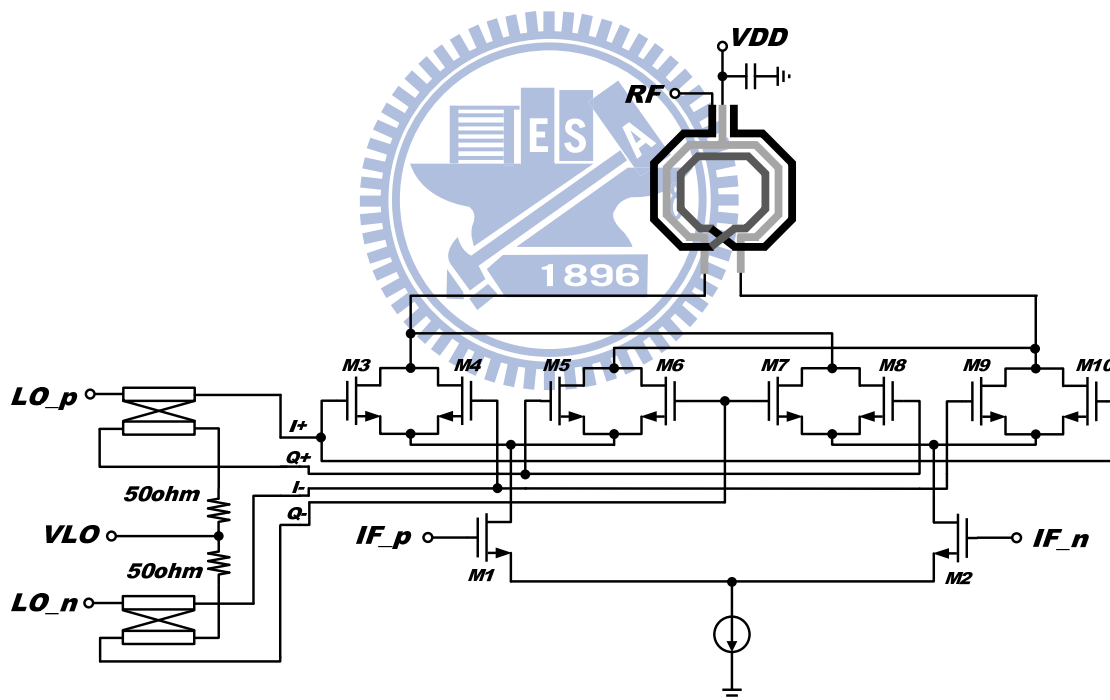 VDD
RF
E S A
1896
M3 M4 M5 M6 M7 M8 M9 M10
LO_p
I+
Q+
I-
50ohm
Q-
VLO
IF_p
IF_n
50ohm
M1
M2
LO_n